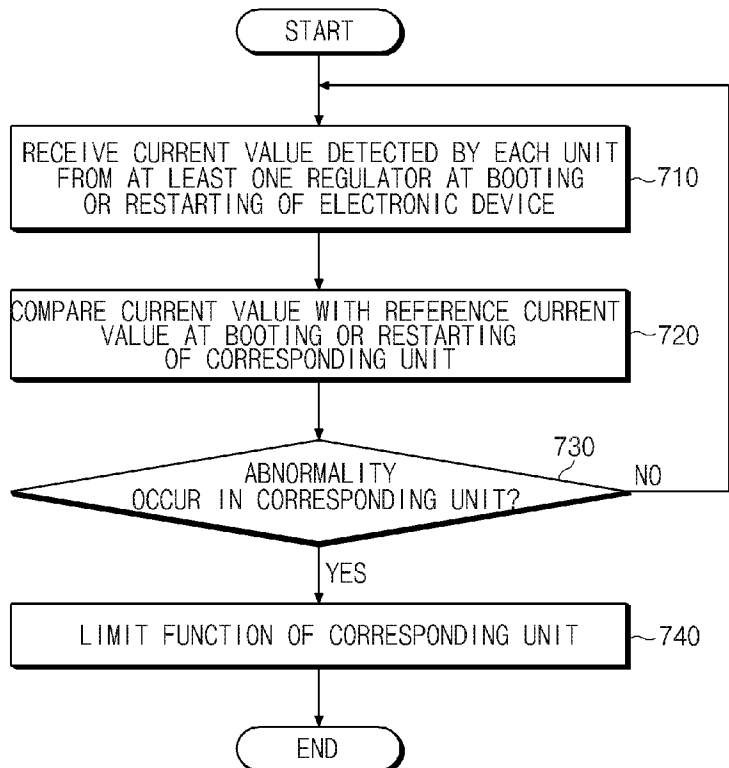 START
RECEIVE CURRENT VALUE DETECTED BY EACH UNIT
FROM AT LEAST ONE REGULATOR AT BOOTING
OR RESTARTING OF ELECTRONIC DEVICE
710
COMPARE CURRENT VALUE WITH REFERENCE CURRENT
VALUE AT BOOTING OR RESTARTING
OF CORRESPONDING UNIT
720
730
ABNORMALITY
OCCUR IN CORRESPONDING UNIT?
NO
YES
LIMIT FUNCTION OF CORRESPONDING UNIT
740
END